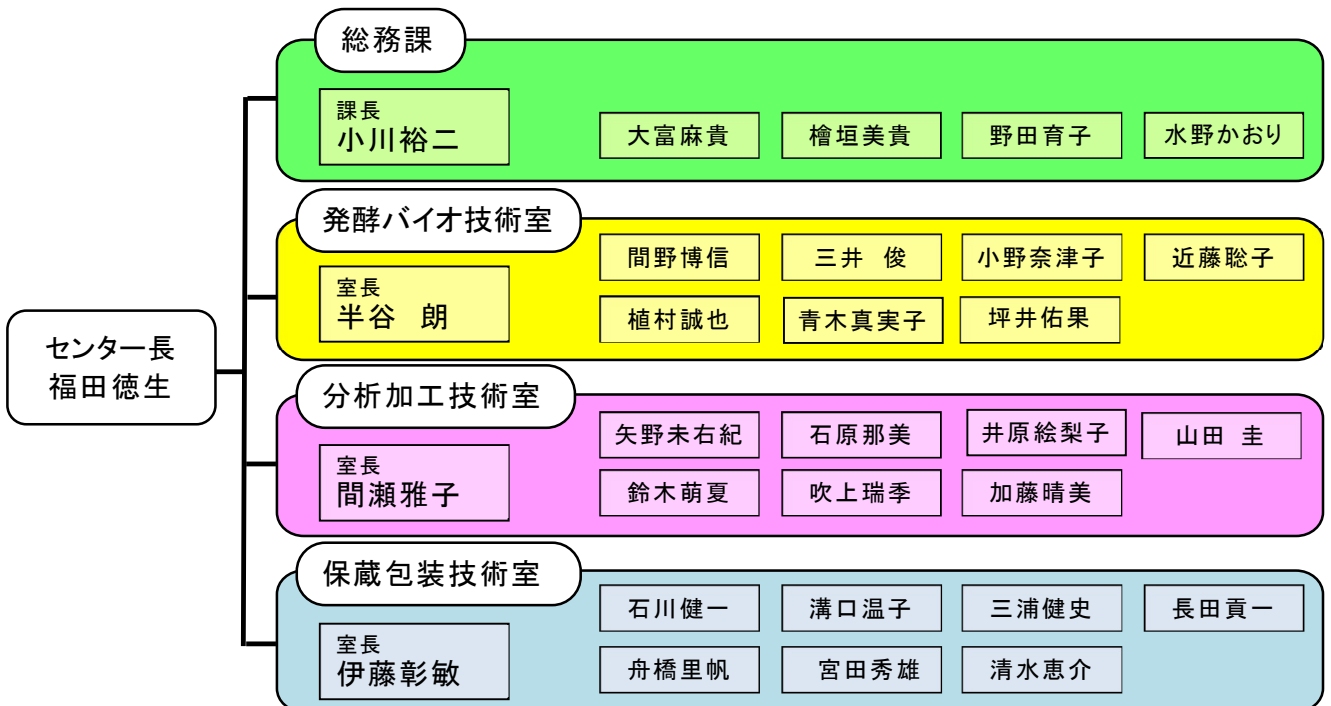 総務課
課長
小川裕二
大富麻貴
檜垣美貴
野田育子
水野かおり
発酵バイオ技術室
室長
半谷　朗
間野博信
三井　俊
小野奈津子
近藤聡子
植村誠也
青木真実子
坪井佑果
センター長
福田徳生
分析加工技術室
室長
間瀬雅子
矢野未右紀
石原那美
井原絵梨子
山田　圭
鈴木萌夏
吹上瑞季
加藤晴美
保蔵包装技術室
室長
伊藤彰敏
石川健一
溝口温子
三浦健史
長田貢一
舟橋里帆
宮田秀雄
清水恵介